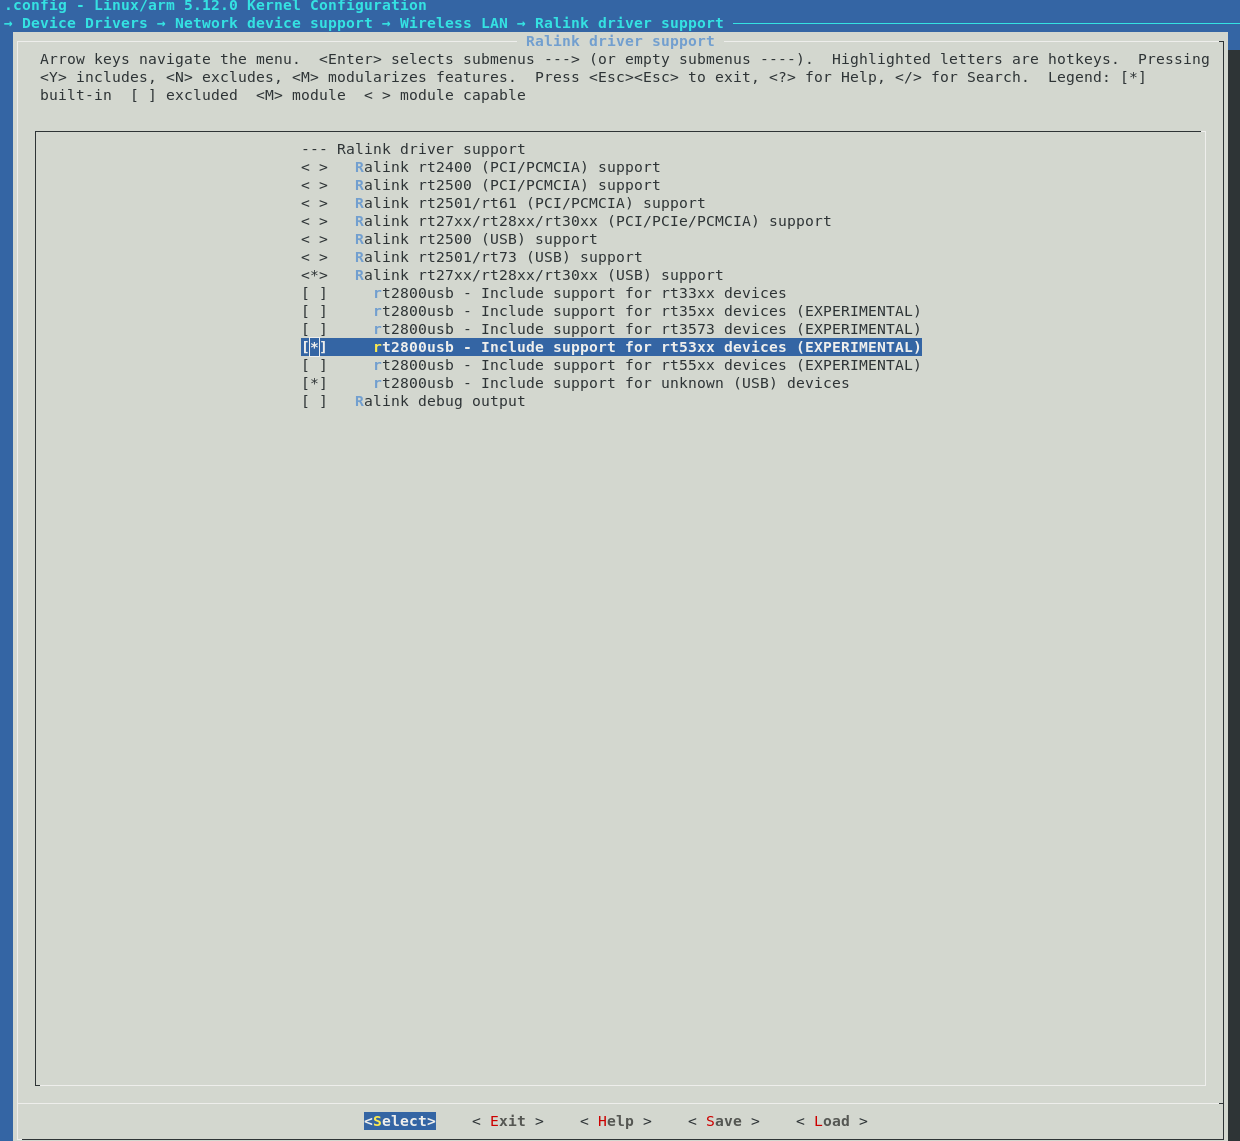 .config - Linux/arm 5.12.0 Kernel Configuration
→ Device Drivers → Network device support → Wireless LAN → Ralink driver support
Ralink driver support
Arrow keys navigate the menu.  <Enter> selects submenus ---> (or empty submenus ----).  Highlighted letters are hotkeys.  Pressing
<Y> includes, <N> excludes, <M> modularizes features.  Press <Esc><Esc> to exit, <?> for Help, </> for Search.  Legend: [*]
built-in  [ ] excluded  <M> module  < > module capable
--- Ralink driver support
< >   Ralink rt2400 (PCI/PCMCIA) support
< >   Ralink rt2500 (PCI/PCMCIA) support
< >   Ralink rt2501/rt61 (PCI/PCMCIA) support
< >   Ralink rt27xx/rt28xx/rt30xx (PCI/PCIe/PCMCIA) support
< >   Ralink rt2500 (USB) support
< >   Ralink rt2501/rt73 (USB) support
<*>   Ralink rt27xx/rt28xx/rt30xx (USB) support
[ ]     rt2800usb - Include support for rt33xx devices
[ ]     rt2800usb - Include support for rt35xx devices (EXPERIMENTAL)
[ ]     rt2800usb - Include support for rt3573 devices (EXPERIMENTAL)
[*]     rt2800usb - Include support for rt53xx devices (EXPERIMENTAL)
[ ]     rt2800usb - Include support for rt55xx devices (EXPERIMENTAL)
[*]     rt2800usb - Include support for unknown (USB) devices
[ ]   Ralink debug output
<Select>    < Exit >    < Help >    < Save >    < Load >